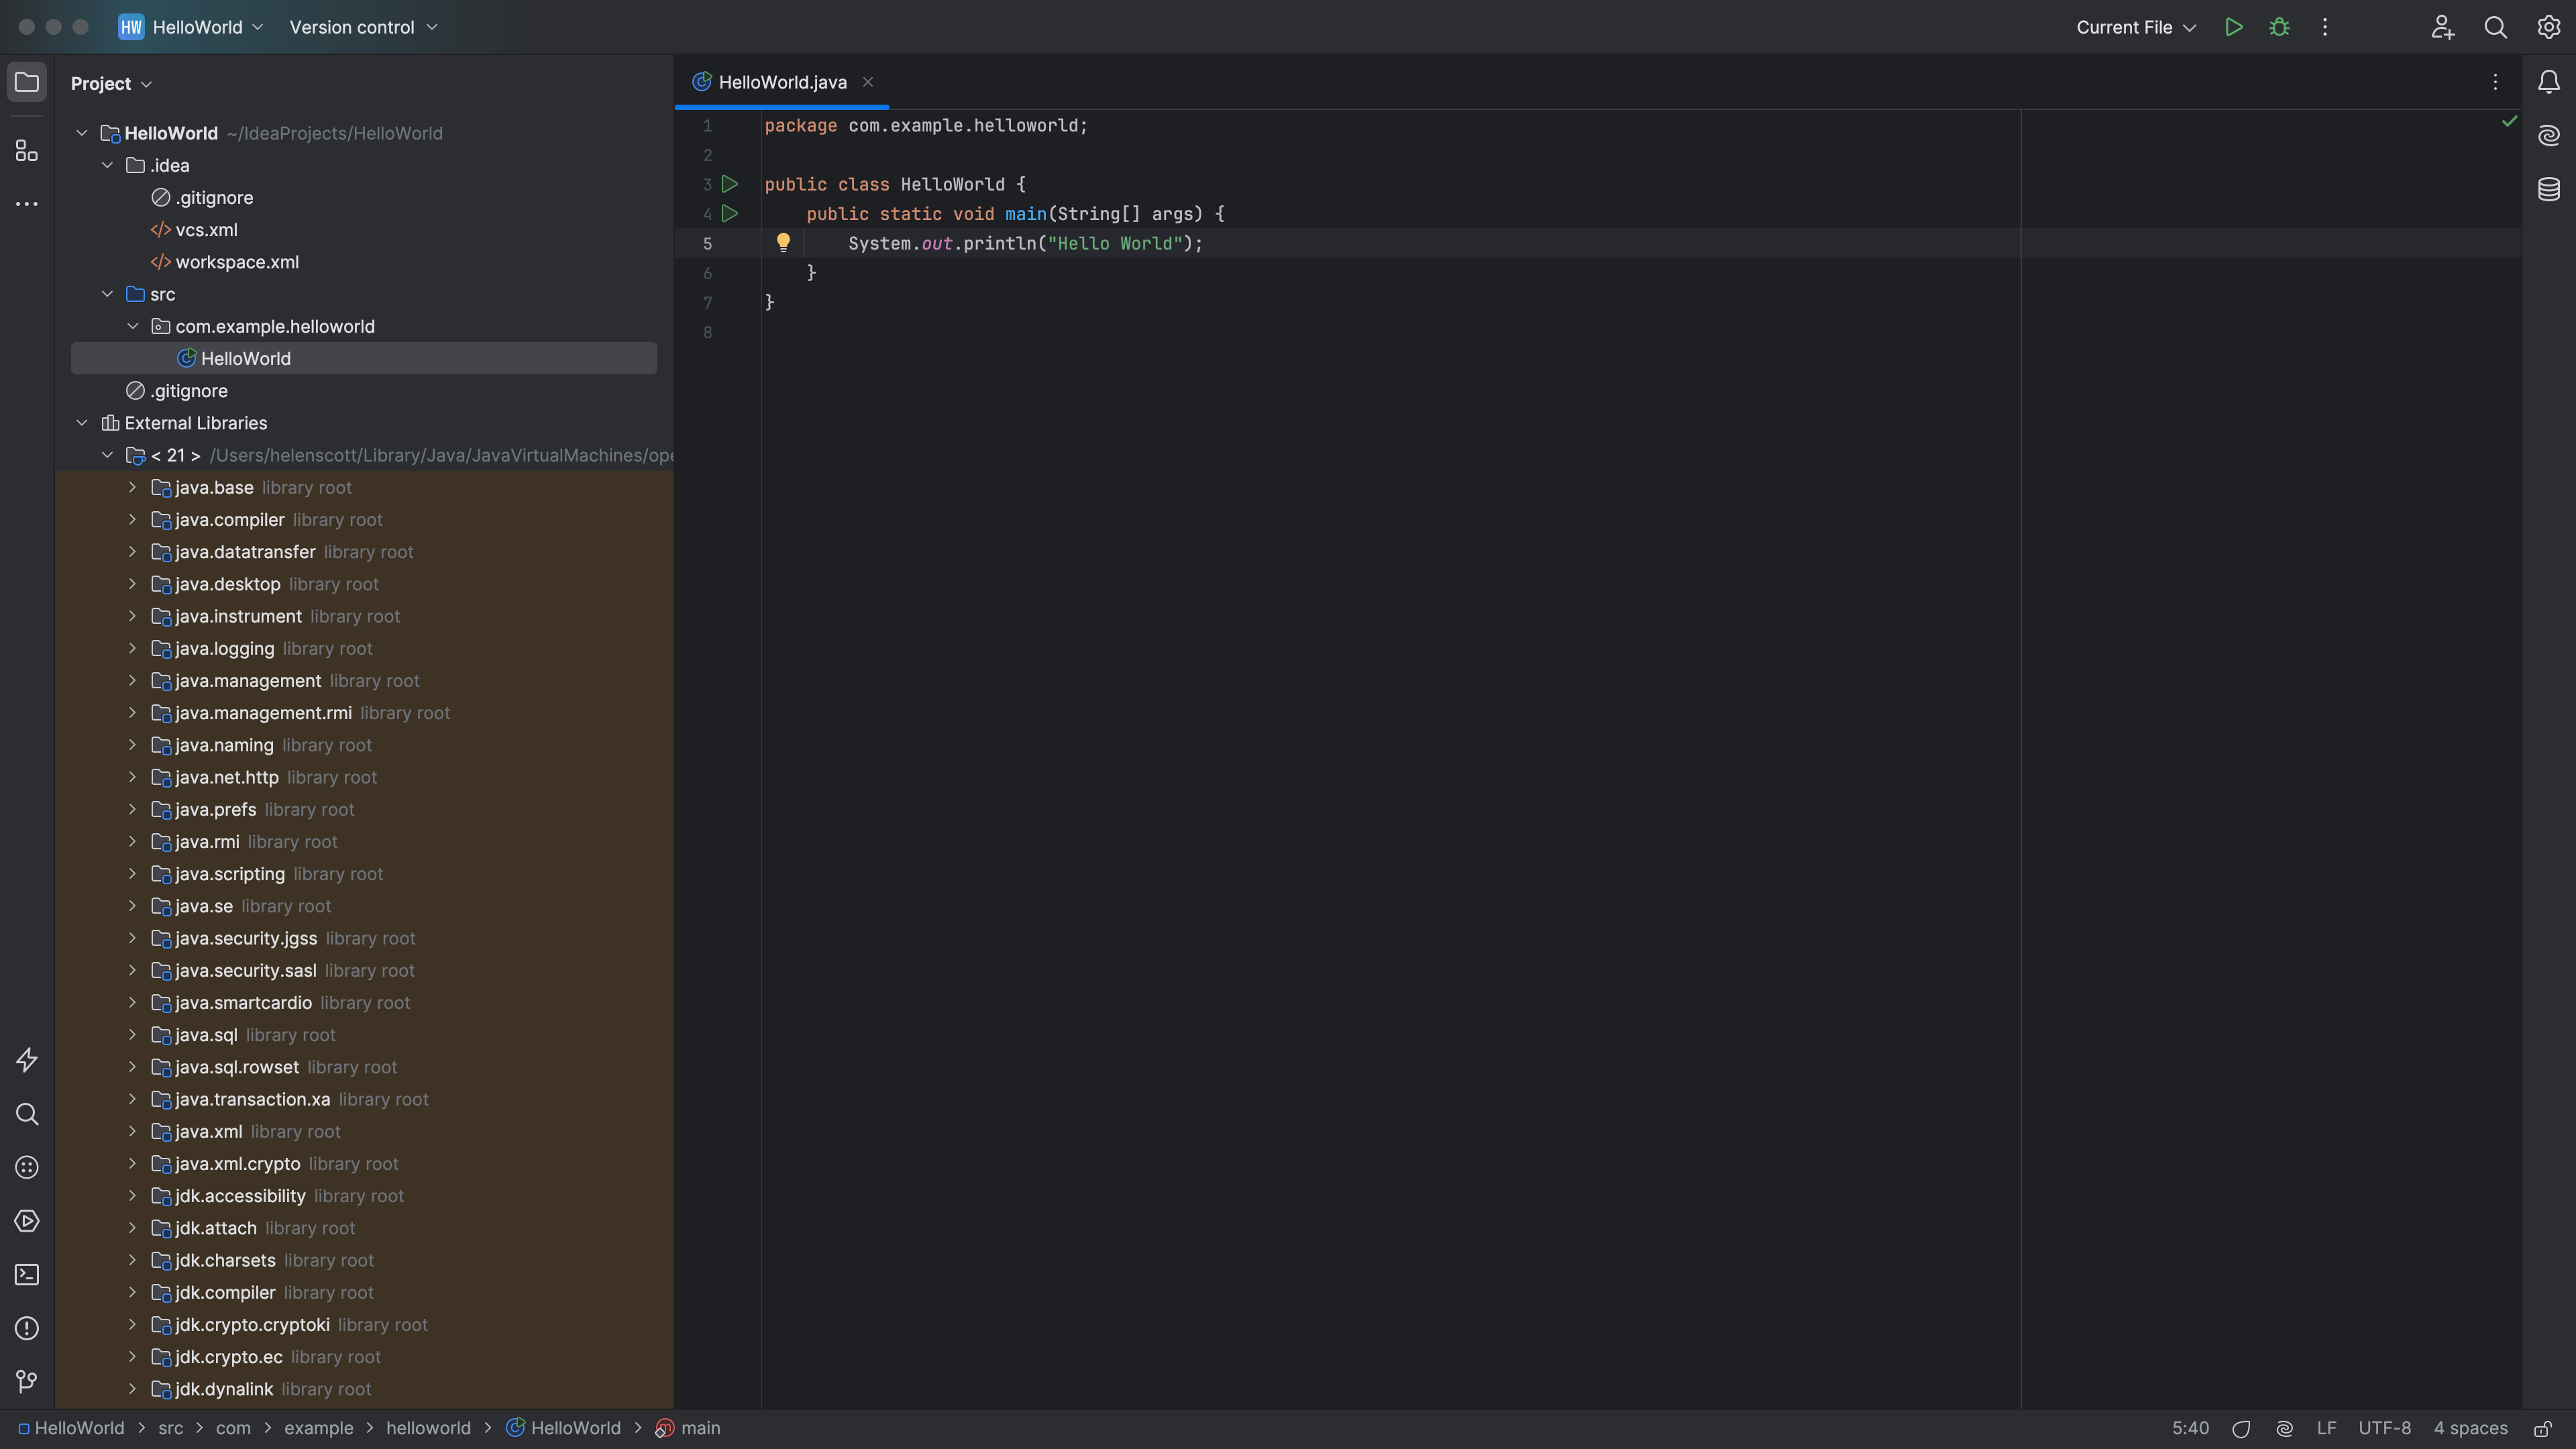 HW HelloWorld Version control Current File
Project
HelloWorld ~/IdeaProjects/HelloWorld
.idea
.gitignore
vcs.xml
workspace.xml
src
com.example.helloworld
HelloWorld
.gitignore
External Libraries
< 21 > /Users/helenscott/Library/Java/JavaVirtualMachines/ope
java.base library root
java.compiler library root
java.datatransfer library root
java.desktop library root
java.instrument library root
java.logging library root
java.management library root
java.management.rmi library root
java.naming library root
java.net.http library root
java.prefs library root
java.rmi library root
java.scripting library root
java.se library root
java.security.jgss library root
java.security.sasl library root
java.smartcardio library root
java.sql library root
java.sql.rowset library root
java.transaction.xa library root
java.xml library root
java.xml.crypto library root
jdk.accessibility library root
jdk.attach library root
jdk.charsets library root
jdk.compiler library root
jdk.crypto.cryptoki library root
jdk.crypto.ec library root
jdk.dynalink library root
HelloWorld.java
1 package com.example.helloworld;
2
3 public class HelloWorld {
4 public static void main(String[] args) {
5 System.out.println("Hello World");
6 }
7 }
8
HelloWorld > src > com > example > helloworld > HelloWorld > main 5:40 LF UTF-8 4 spaces